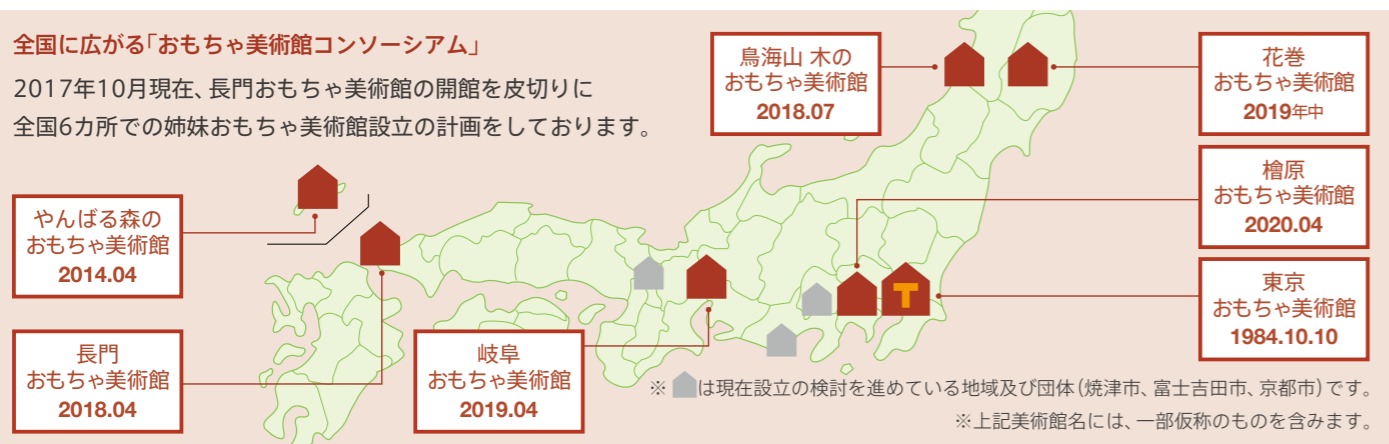 全国に広がる「おもちゃ美術館コンソーシアム」
2017年10月現在、長門おもちゃ美術館の開館を皮切りに
全国6カ所での姉妹おもちゃ美術館設立の計画をしております。
鳥海山 木の
おもちゃ美術館
2018.07
花巻
おもちゃ美術館
2019年中
檜原
おもちゃ美術館
2020.04
やんばる森の
おもちゃ美術館
2014.04
東京
おもちゃ美術館
1984.10.10
T
長門
おもちゃ美術館
2018.04
岐阜
おもちゃ美術館
2019.04
※ は現在設立の検討を進めている地域及び団体(焼津市、富士吉田市、京都市)です。
※上記美術館名には、一部仮称のものを含みます。